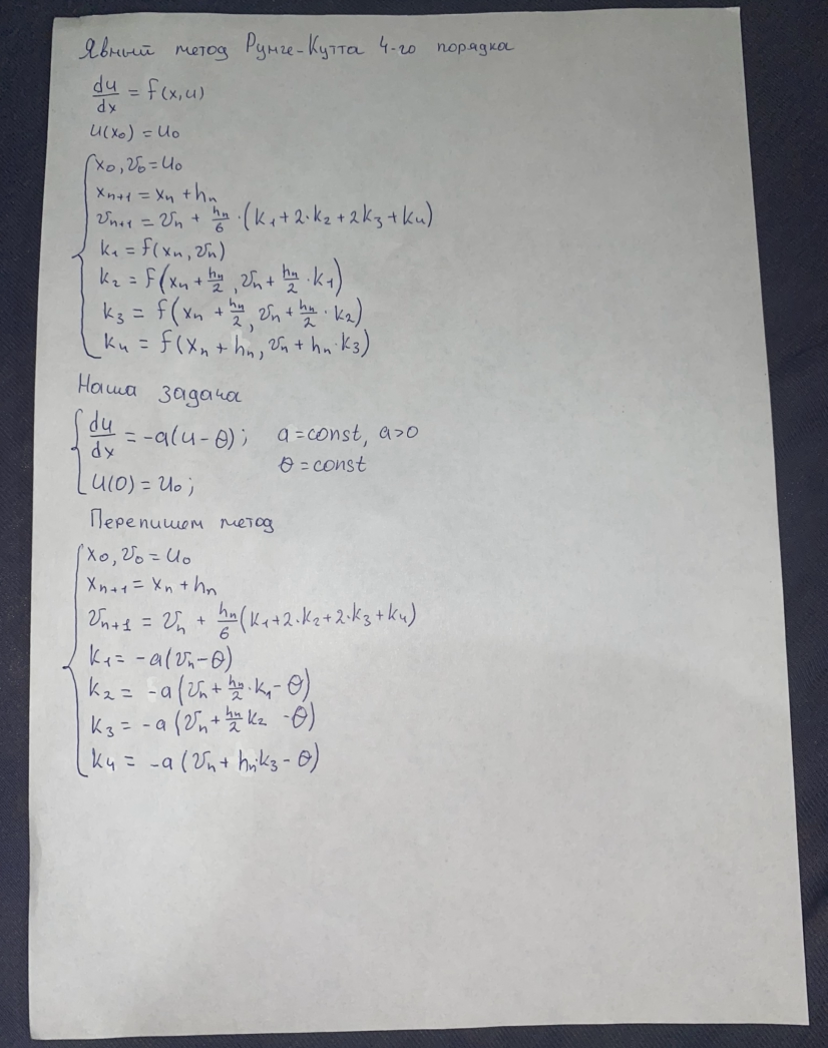 Явный метод Рунге-Кутта 4-го порядка
du/dx = f(x,u)
u(x₀) = u₀
x₀, v₀ = u₀
xₙ₊₁ = xₙ + hₙ
vₙ₊₁ = vₙ + hₙ/6 · (k₁ + 2·k₂ + 2k₃ + k₄)
k₁ = f(xₙ, vₙ)
k₂ = f(xₙ + hₙ/2, vₙ + hₙ/2 · k₁)
k₃ = f(xₙ + hₙ/2, vₙ + hₙ/2 · k₂)
k₄ = f(xₙ + hₙ, vₙ + hₙ·k₃)
Наша задача
du/dx = -a(u - θ); a = const, a>0
θ = const
u(0) = u₀;
Перепишем метод
x₀, v₀ = u₀
xₙ₊₁ = xₙ + hₙ
vₙ₊₁ = vₙ + hₙ/6 (k₁ + 2·k₂ + 2·k₃ + k₄)
k₁ = -a(vₙ - θ)
k₂ = -a(vₙ + hₙ/2 · k₁ - θ)
k₃ = -a(vₙ + hₙ/2 k₂ - θ)
k₄ = -a(vₙ + hₙ·k₃ - θ)